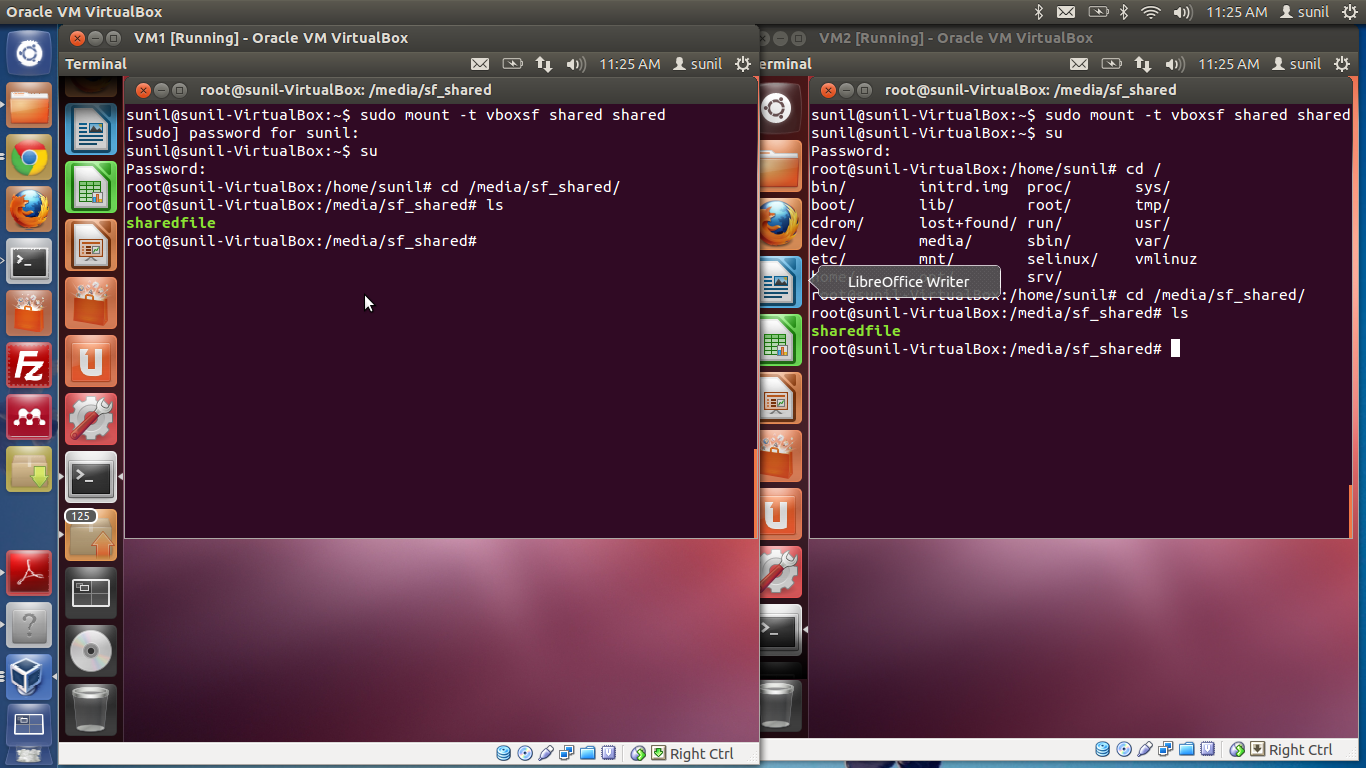 Oracle VM VirtualBox
11:25 AM sunil
VM1 [Running] - Oracle VM VirtualBox
Terminal
11:25 AM sunil
root@sunil-VirtualBox: /media/sf_shared
sunil@sunil-VirtualBox:~$ sudo mount -t vboxsf shared shared
[sudo] password for sunil:
sunil@sunil-VirtualBox:~$ su
Password:
root@sunil-VirtualBox:/home/sunil# cd /media/sf_shared/
root@sunil-VirtualBox:/media/sf_shared# ls
sharedfile
root@sunil-VirtualBox:/media/sf_shared#
125
Right Ctrl
VM2 [Running] - Oracle VM VirtualBox
erminal
11:25 AM sunil
root@sunil-VirtualBox: /media/sf_shared
sunil@sunil-VirtualBox:~$ sudo mount -t vboxsf shared shared
sunil@sunil-VirtualBox:~$ su
Password:
root@sunil-VirtualBox:/home/sunil# cd /
bin/ initrd.img proc/ sys/
boot/ lib/ root/ tmp/
cdrom/ lost+found/ run/ usr/
dev/ media/ sbin/ var/
etc/ mnt/ selinux/ vmlinuz
srv/
LibreOffice Writer
root@sunil-VirtualBox:/home/sunil# cd /media/sf_shared/
root@sunil-VirtualBox:/media/sf_shared# ls
sharedfile
root@sunil-VirtualBox:/media/sf_shared#
Right Ctrl